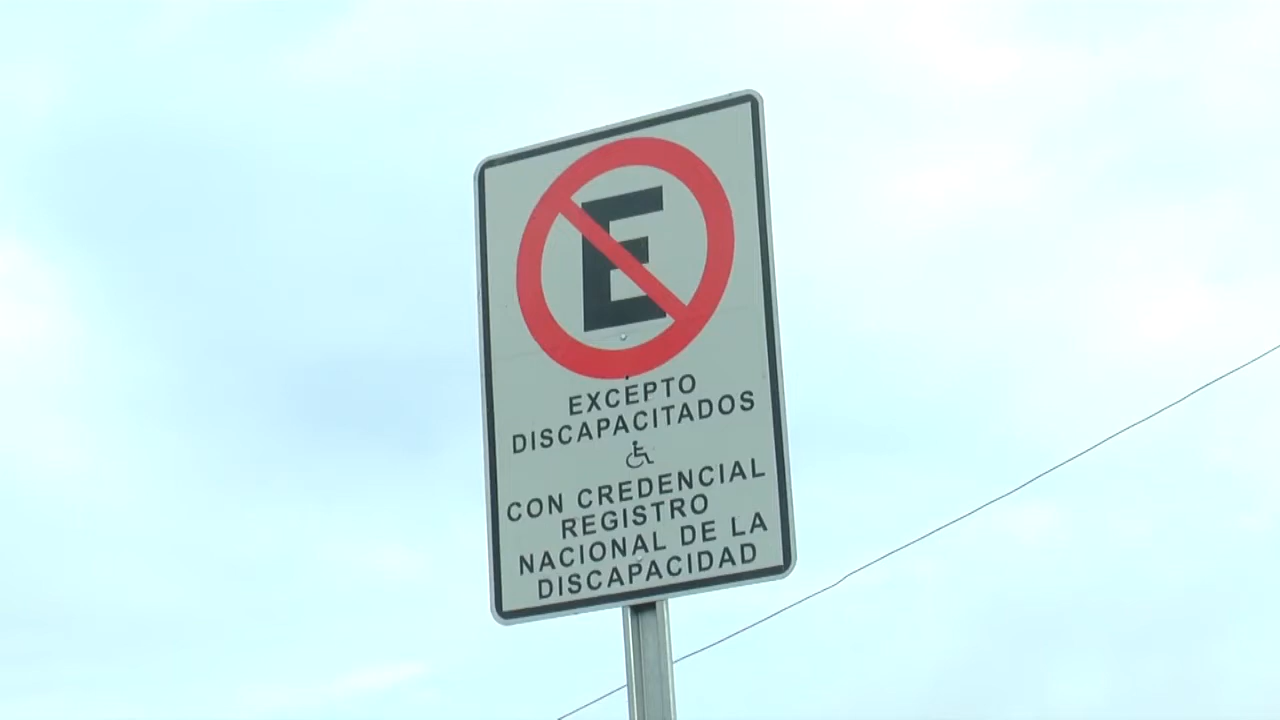 E
EXCEPTO
DISCAPACITADOS
CON CREDENCIAL
REGISTRO
NACIONAL DE LA
DISCAPACIDAD